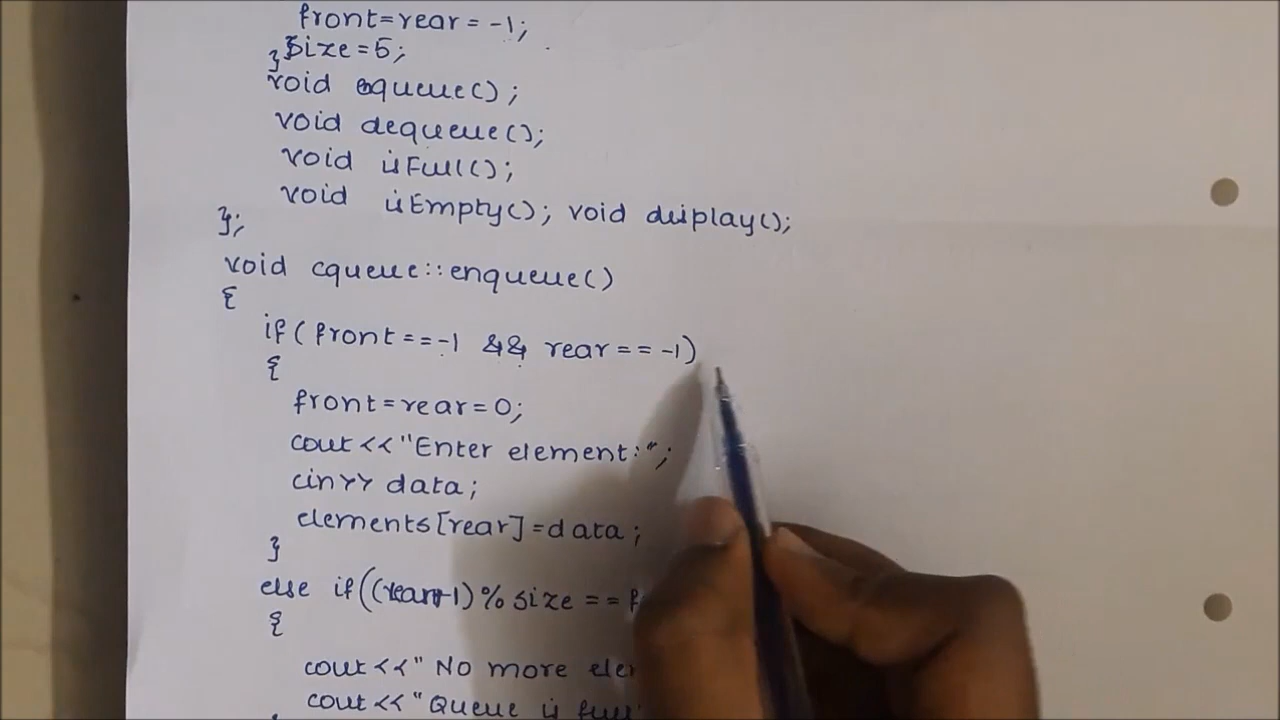 front=rear = -1;
size=5;
}
void enqueue();
void dequeue();
void isFull();
void isEmpty(); void display();
};
void cqueue::enqueue()
{
if(front==-1 && rear==-1)
{
front=rear=0;
cout<<"Enter element:";
cin>> data;
elements[rear]=data;
}
else if((rear+1)%size ==
{
cout<<" No more
cout<<"Queue is full